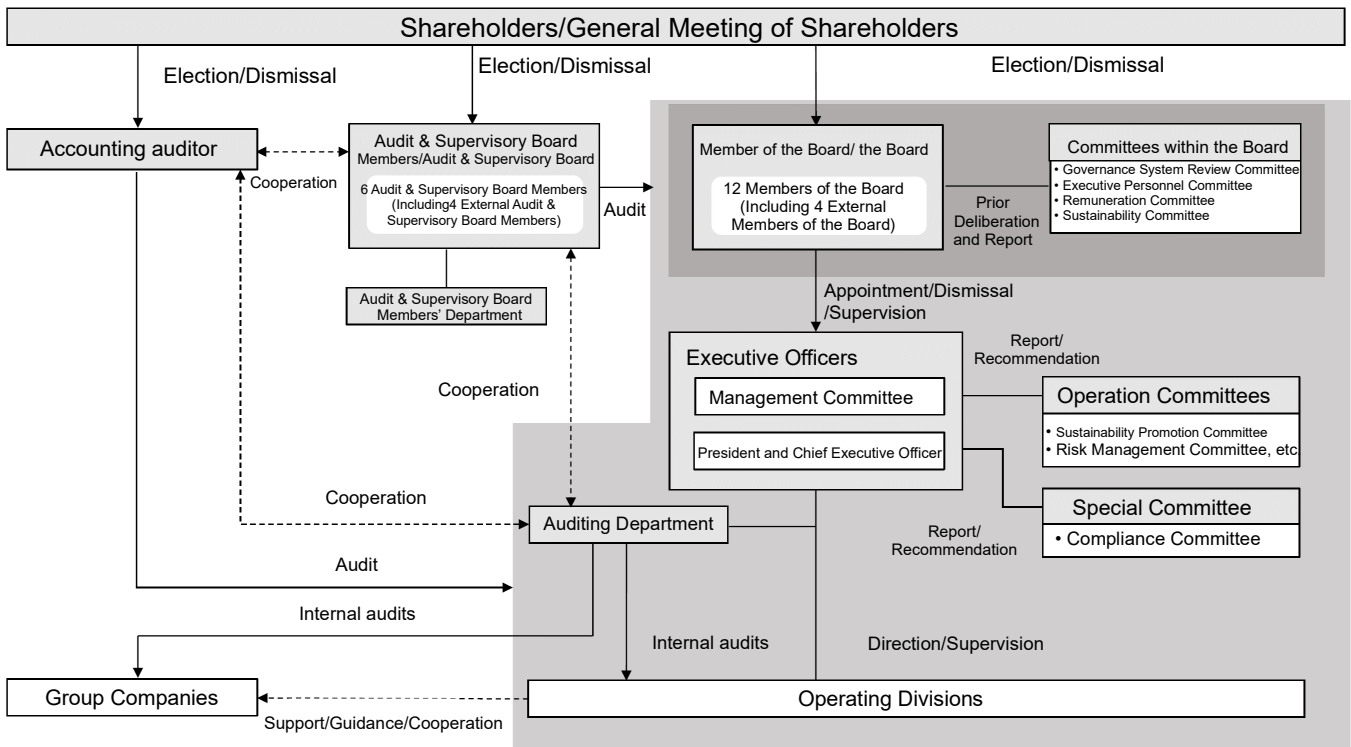 Shareholders/General Meeting of Shareholders
Election/Dismissal
Election/Dismissal
Election/Dismissal
Accounting auditor
Cooperation
Audit & Supervisory Board
Members/Audit & Supervisory Board
6 Audit & Supervisory Board Members
(Including4 External Audit &
Supervisory Board Members)
Audit
Audit & Supervisory Board
Members' Department
Member of the Board/ the Board
12 Members of the Board
(Including 4 External
Members of the Board)
Prior
Deliberation
and Report
Committees within the Board
• Governance System Review Committee
• Executive Personnel Committee
• Remuneration Committee
• Sustainability Committee
Appointment/Dismissal
/Supervision
Executive Officers
Management Committee
President and Chief Executive Officer
Report/
Recommendation
Operation Committees
• Sustainability Promotion Committee
• Risk Management Committee, etc
Special Committee
• Compliance Committee
Report/
Recommendation
Cooperation
Cooperation
Auditing Department
Audit
Internal audits
Internal audits
Direction/Supervision
Group Companies
Support/Guidance/Cooperation
Operating Divisions